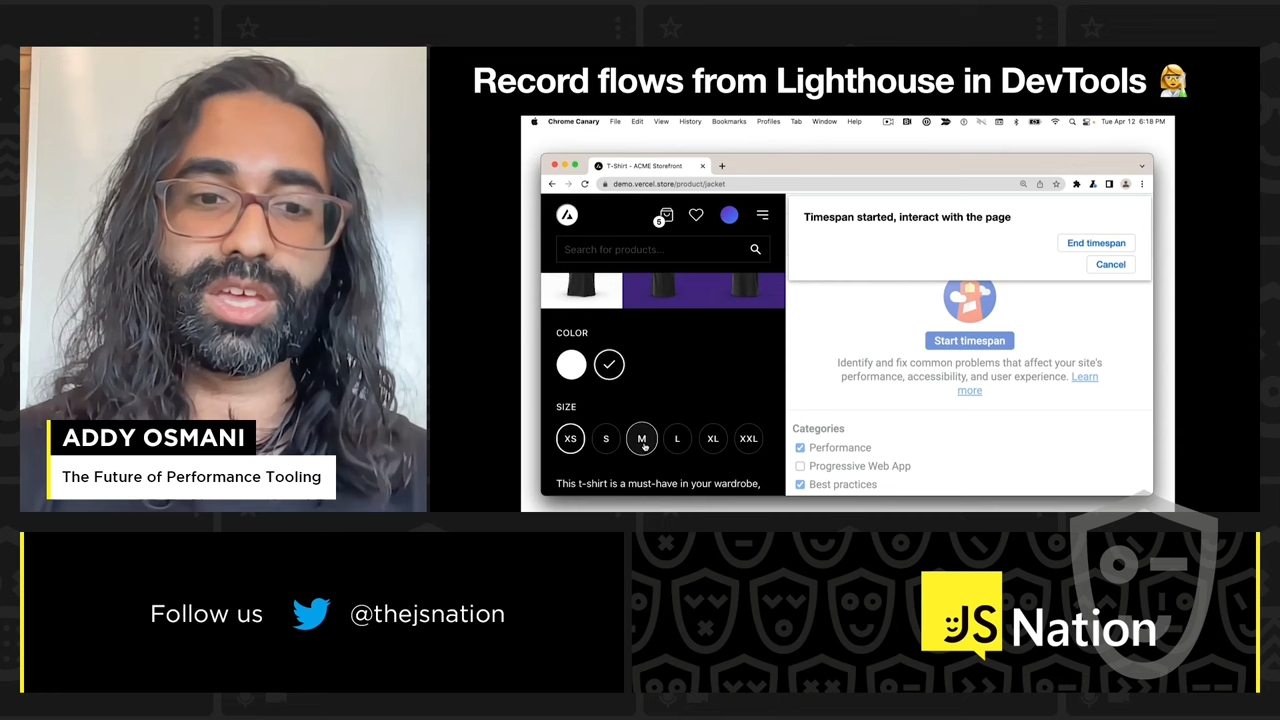 Record flows from Lighthouse in DevTools
Chrome Canary File Edit View History Bookmarks Profiles Tab Window Help Tue Apr 12 6:18 PM
T-Shirt - ACME Storefront
demo.vercel.store/product/jacket
5
Search for products...
Timespan started, interact with the page
End timespan
Cancel
Start timespan
Identify and fix common problems that affect your site's
performance, accessibility, and user experience. Learn
more
COLOR
SIZE
XS S M L XL XXL
This t-shirt is a must-have in your wardrobe,
Categories
Performance
Progressive Web App
Best practices
ADDY OSMANI
The Future of Performance Tooling
Follow us @thejsnation
JS Nation